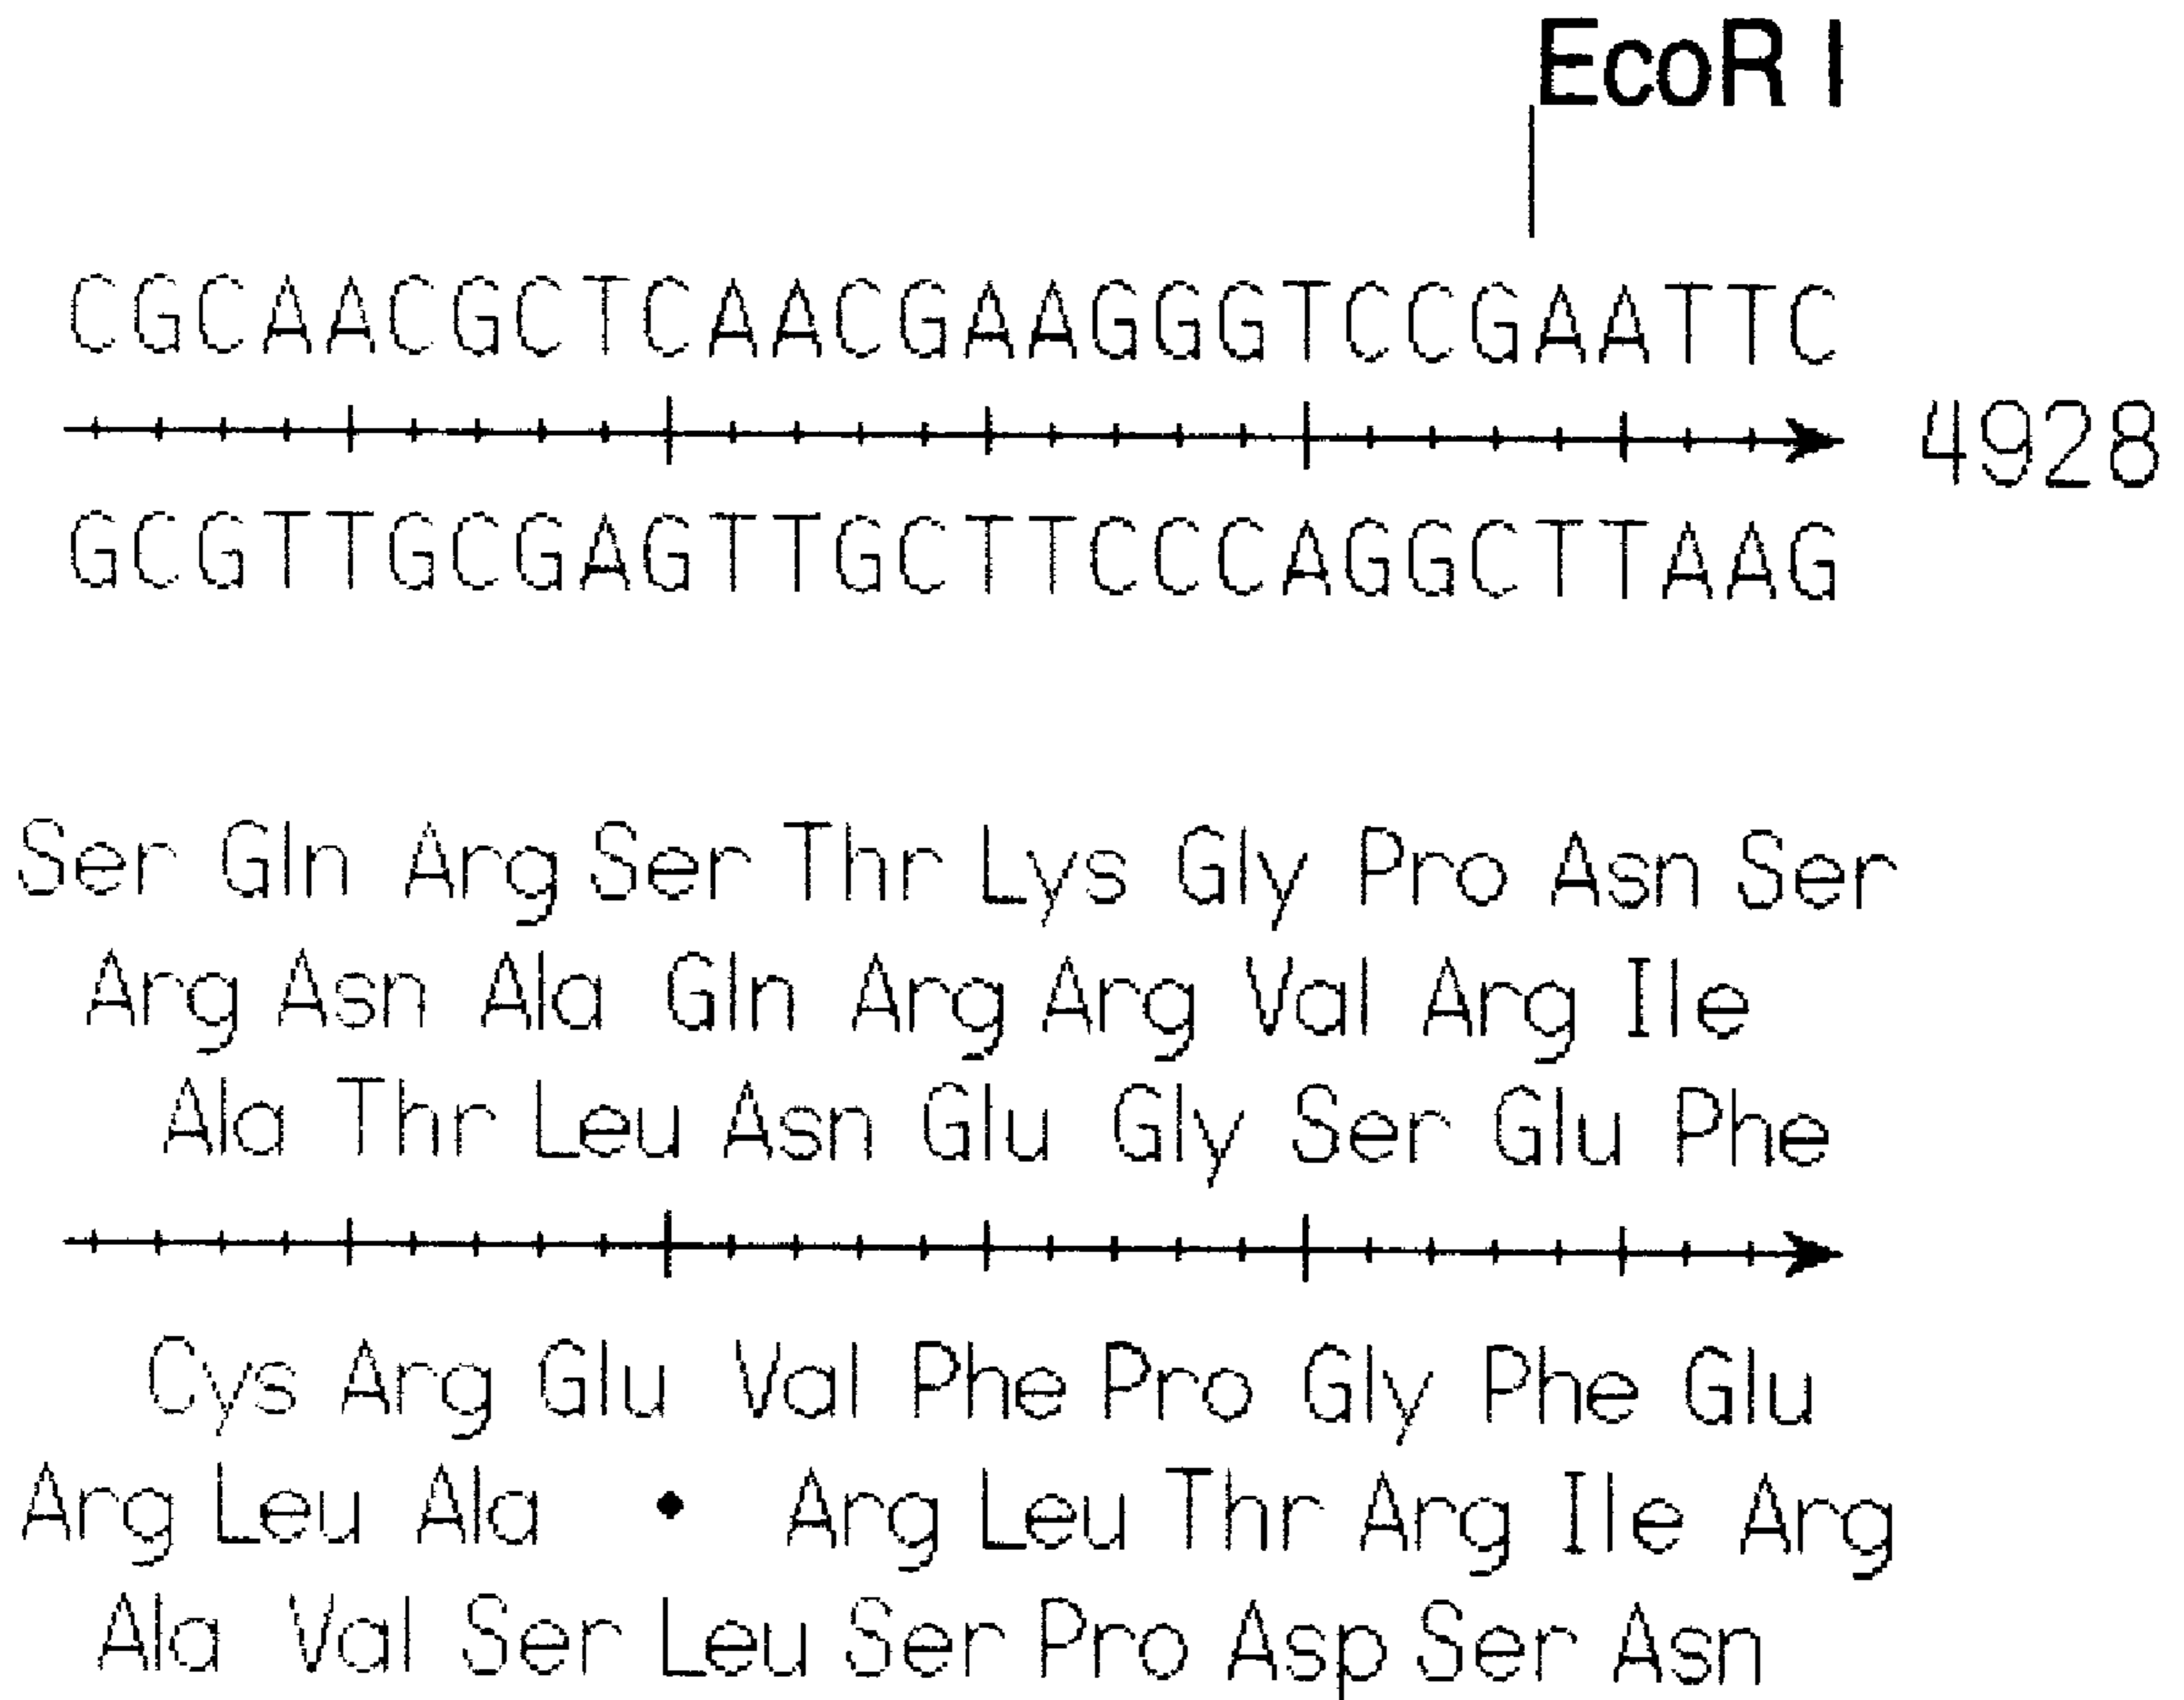 EcoR I
CGCAACGCTCAACGAAGGGTCCGAATTC
4928
GCGTTGCGAGTTGCTTCCCAGGCTTAAG
Ser Gln Arg Ser Thr Lys Gly Pro Asn Ser
Arg Asn Ala Gln Arg Arg Val Arg Ile
Ala Thr Leu Asn Glu Gly Ser Glu Phe
Cys Arg Glu Val Phe Pro Gly Phe Glu
Arg Leu Ala • Arg Leu Thr Arg Ile Arg
Ala Val Ser Leu Ser Pro Asp Ser Asn